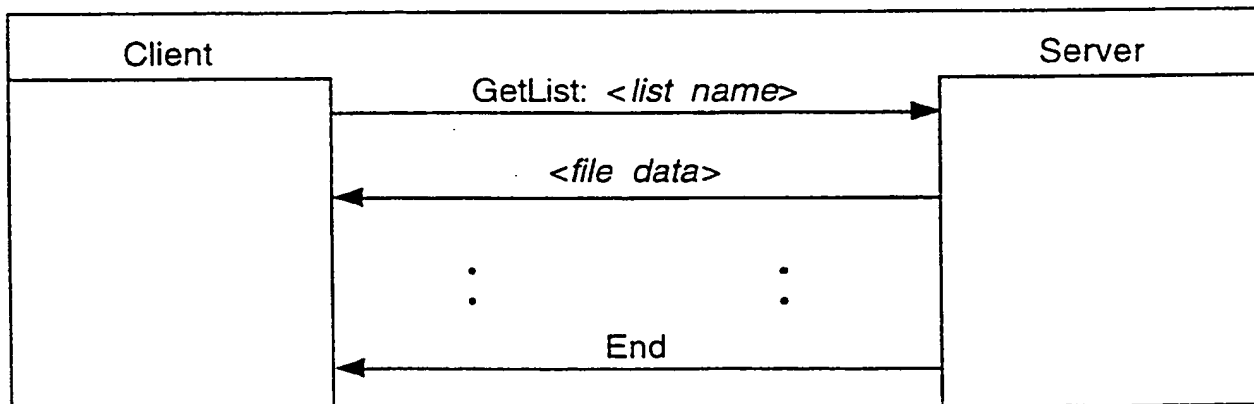 Client
Server
GetList: <list name>
<file data>
End